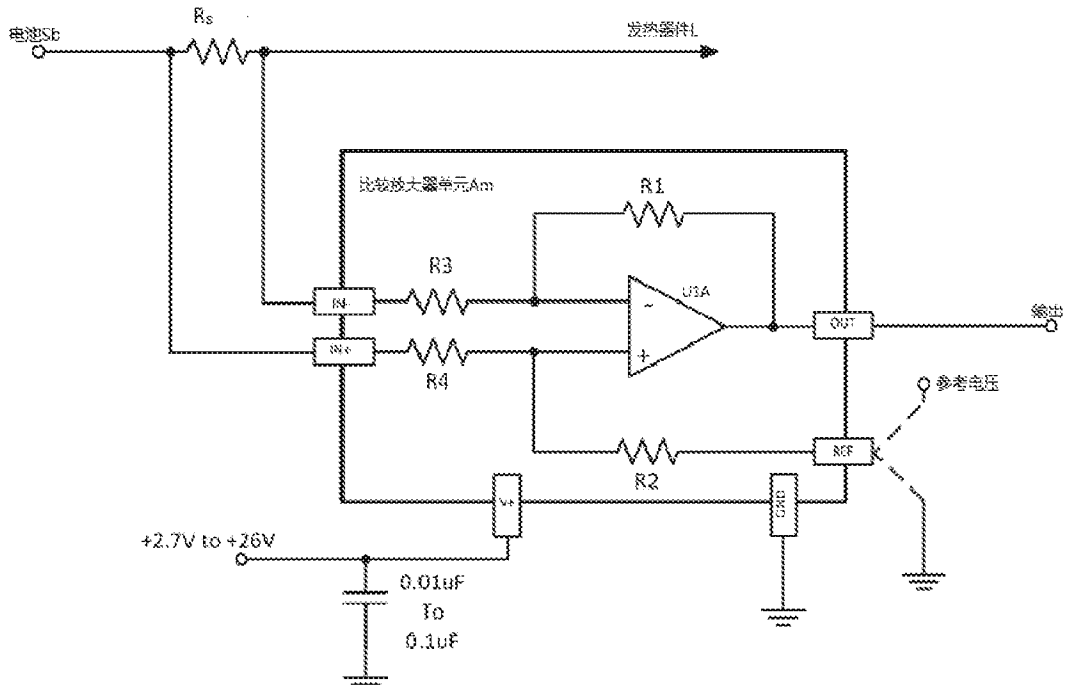 Rs
电池Sb
发热器件L
比较放大器单元Am
R1
R3
U1A
IN-
-
OUT
输出
IN+
+
R4
参考电压
REF
R2
V+
GND
+2.7V to +26V
0.01uF
To
0.1uF